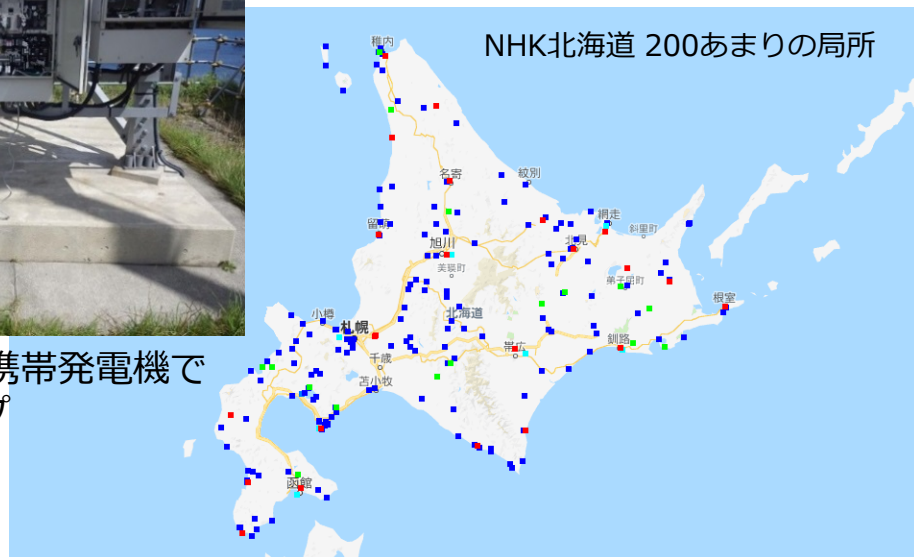 NHK北海道 200あまりの局所
稚内
名寄
紋別
留萌
網走
斜里町
旭川
北見
美瑛町
弟子屈町
根室
小樽
北海道
札幌
釧路
帯広
千歳
苫小牧
携帯発電機で
プ
函館